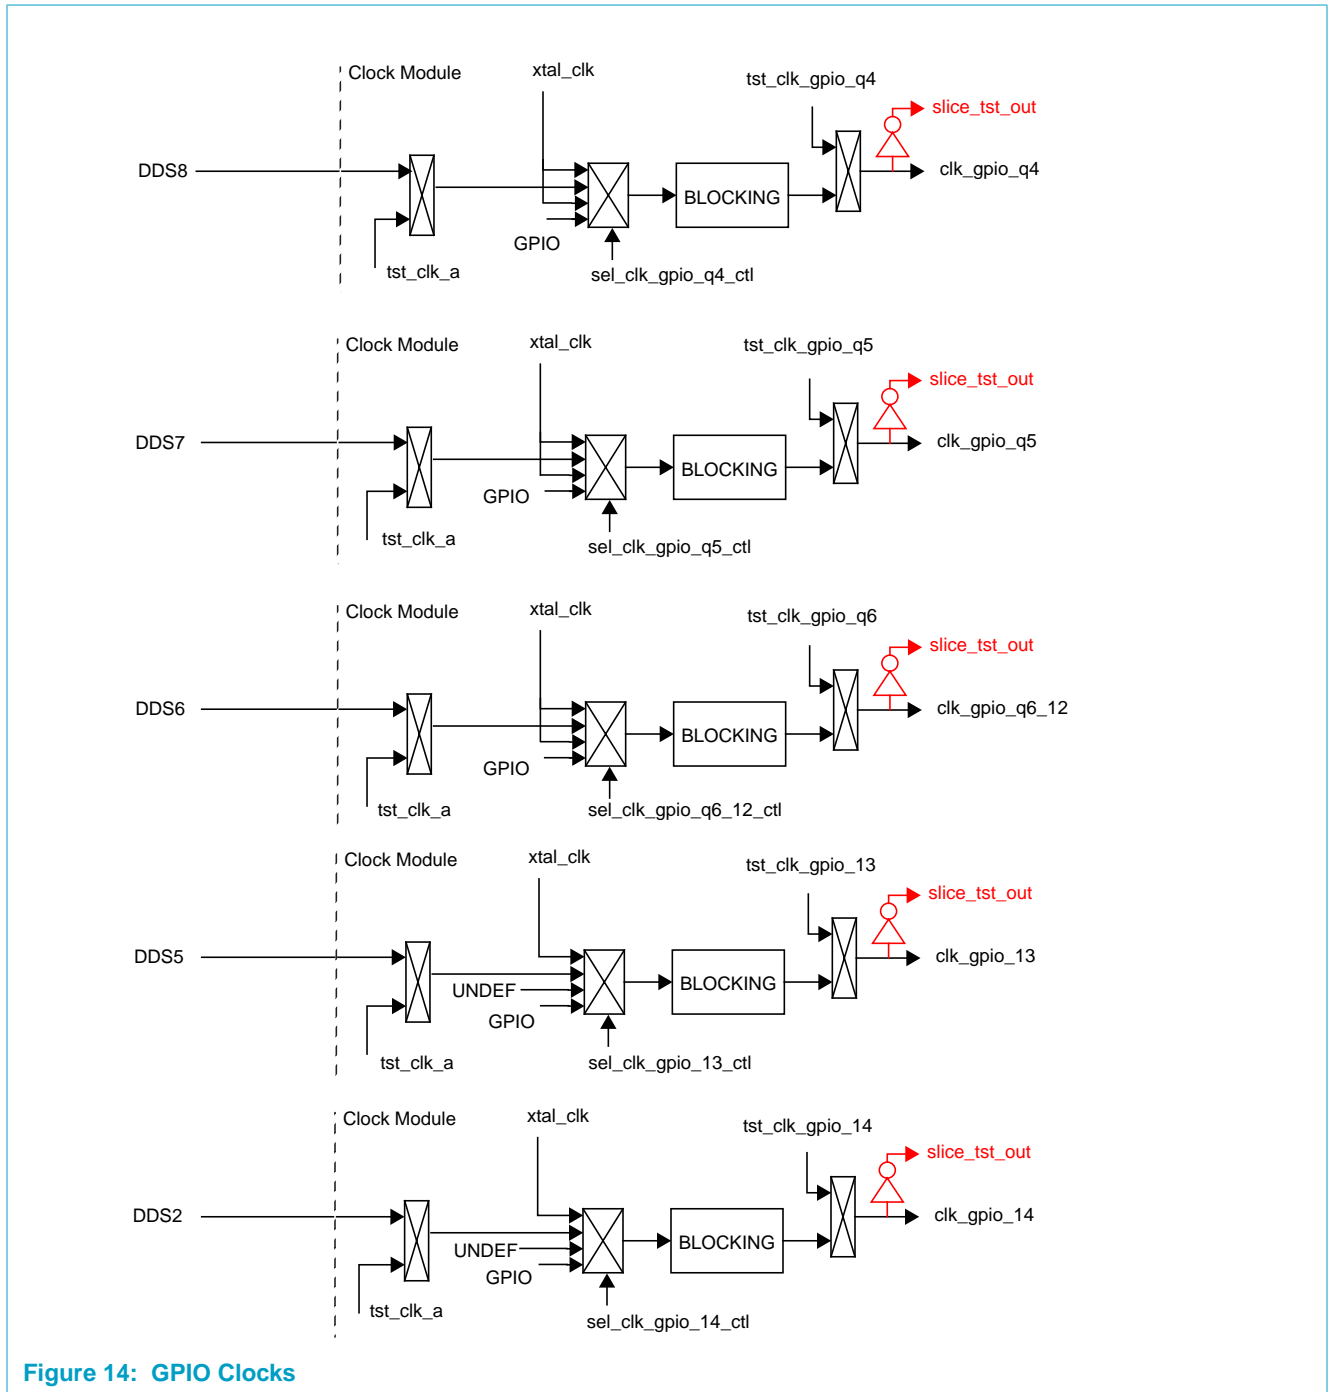 Clock Module
xtal_clk
tst_clk_gpio_q4
slice_tst_out
DDS8
clk_gpio_q4
BLOCKING
GPIO
tst_clk_a
sel_clk_gpio_q4_ctl
Clock Module
xtal_clk
tst_clk_gpio_q5
slice_tst_out
DDS7
clk_gpio_q5
BLOCKING
GPIO
tst_clk_a
sel_clk_gpio_q5_ctl
Clock Module
xtal_clk
tst_clk_gpio_q6
slice_tst_out
DDS6
clk_gpio_q6_12
BLOCKING
GPIO
tst_clk_a
sel_clk_gpio_q6_12_ctl
Clock Module
xtal_clk
tst_clk_gpio_13
slice_tst_out
DDS5
clk_gpio_13
BLOCKING
UNDEF
GPIO
tst_clk_a
sel_clk_gpio_13_ctl
Clock Module
xtal_clk
tst_clk_gpio_14
slice_tst_out
DDS2
clk_gpio_14
BLOCKING
UNDEF
GPIO
tst_clk_a
sel_clk_gpio_14_ctl
Figure 14: GPIO Clocks